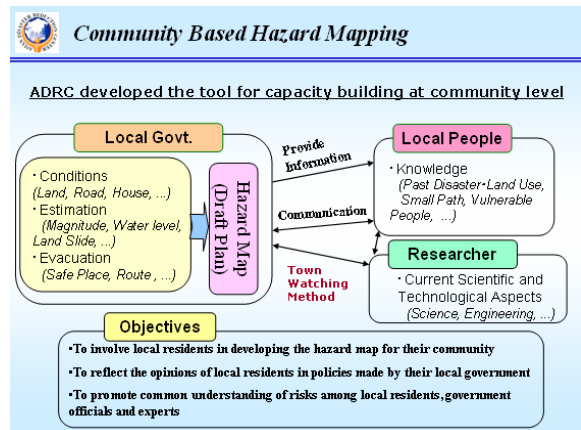 Community Based Hazard Mapping
ADRC developed the tool for capacity building at community level
Local Govt.
・Conditions
(Land, Road, House, ...)
・Estimation
(Magnitude, Water level,
Land Slide, ...)
・Evacuation
(Safe Place, Route , ...)
Hazard Map
(Draft Plan)
Provide
Information
Communication
Town
Watching
Method
Local People
・Knowledge
(Past Disaster・Land Use,
Small Path, Vulnerable
People, ...)
Researcher
・Current Scientific and
Technological Aspects
(Science, Engineering, ...)
Objectives
・To involve local residents in developing the hazard map for their community
・To reflect the opinions of local residents in policies made by their local government
・To promote common understanding of risks among local residents, government
officials and experts